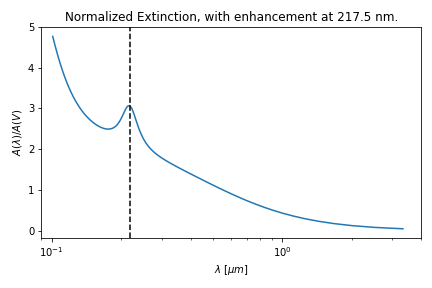 Normalized Extinction, with enhancement at 217.5 nm.
5
4
3
2
1
0
A(λ)/A(V)
10⁻¹
10⁰
λ [μm]